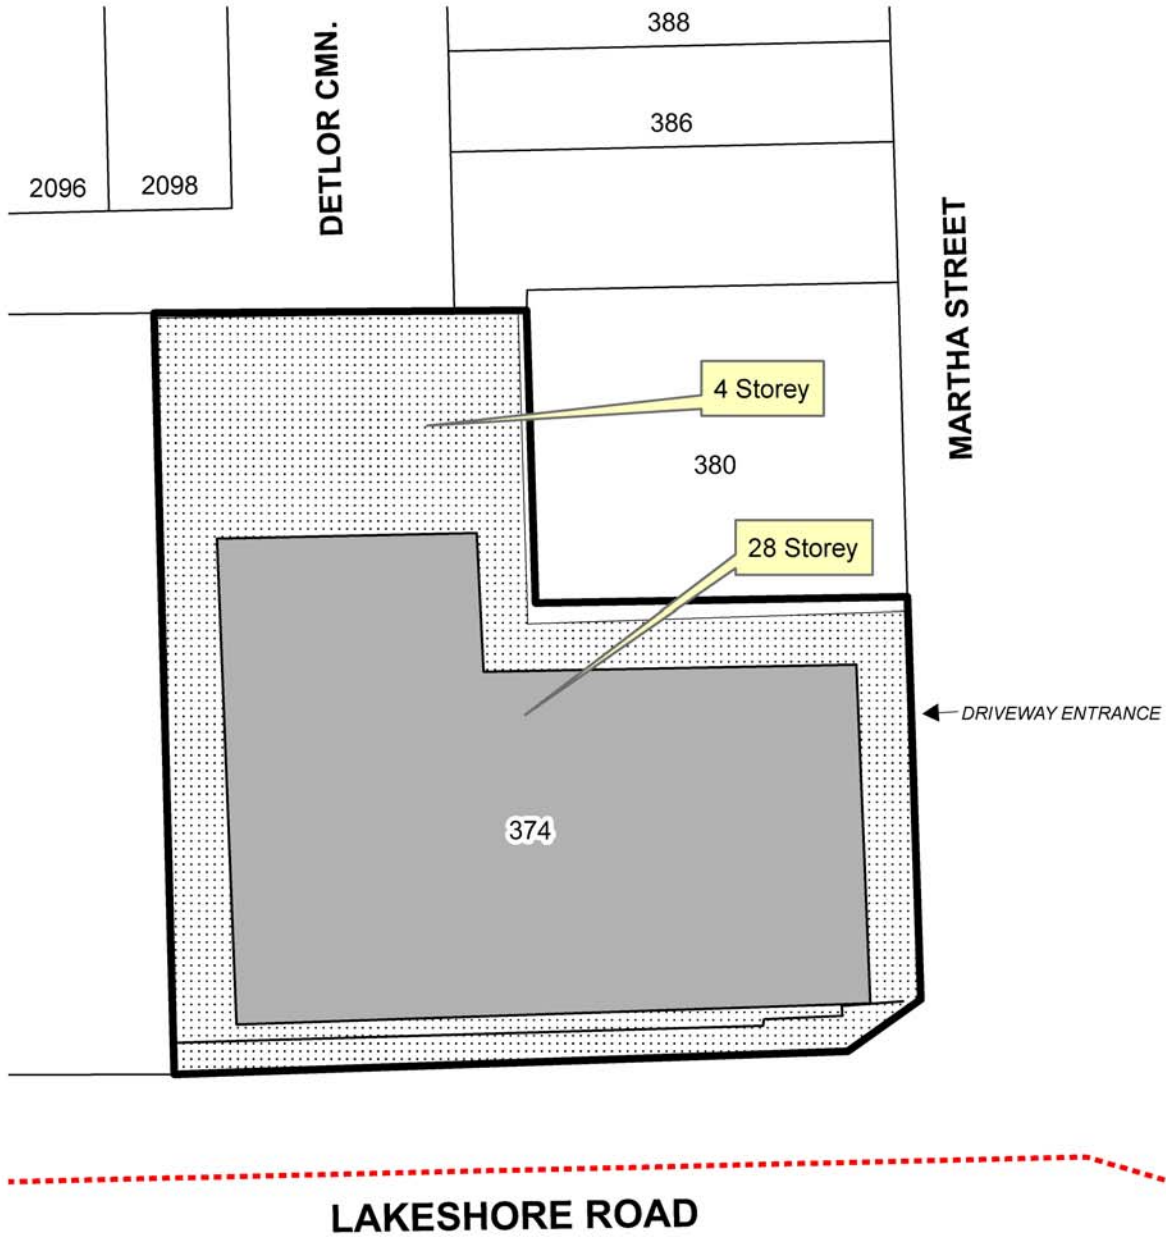 388
DETLOR CMN.
386
2096
2098
MARTHA STREET
4 Storey
380
28 Storey
DRIVEWAY ENTRANCE
374
LAKESHORE ROAD